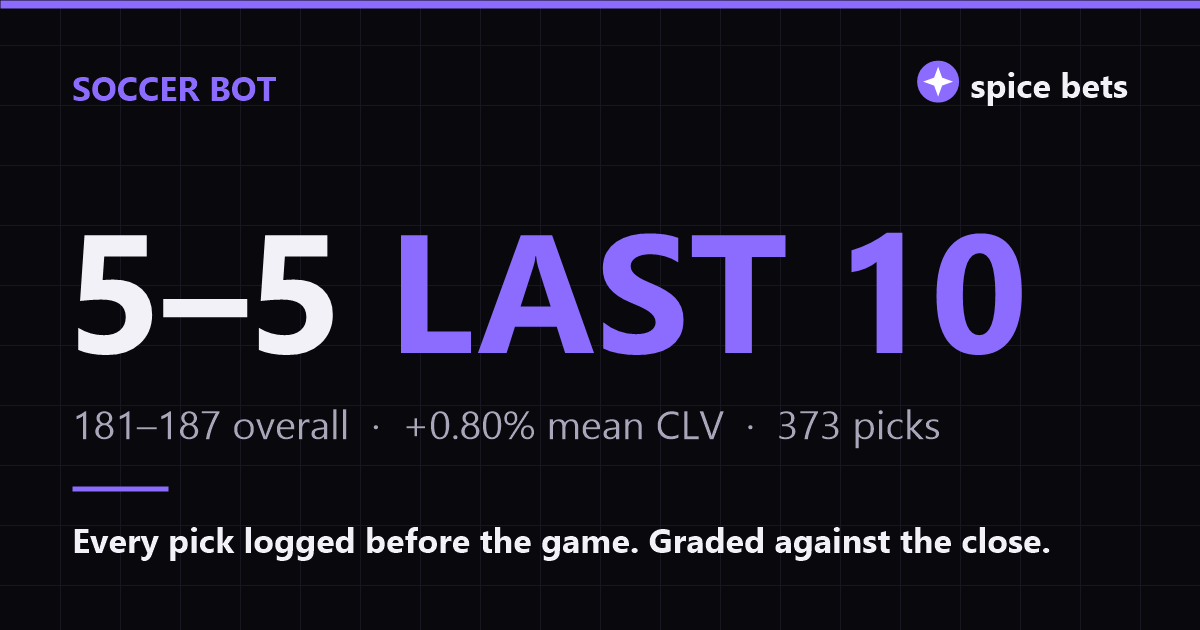 SOCCER BOT
spice bets
5–5 LAST 10
181–187 overall · +0.80% mean CLV · 373 picks
Every pick logged before the game. Graded against the close.